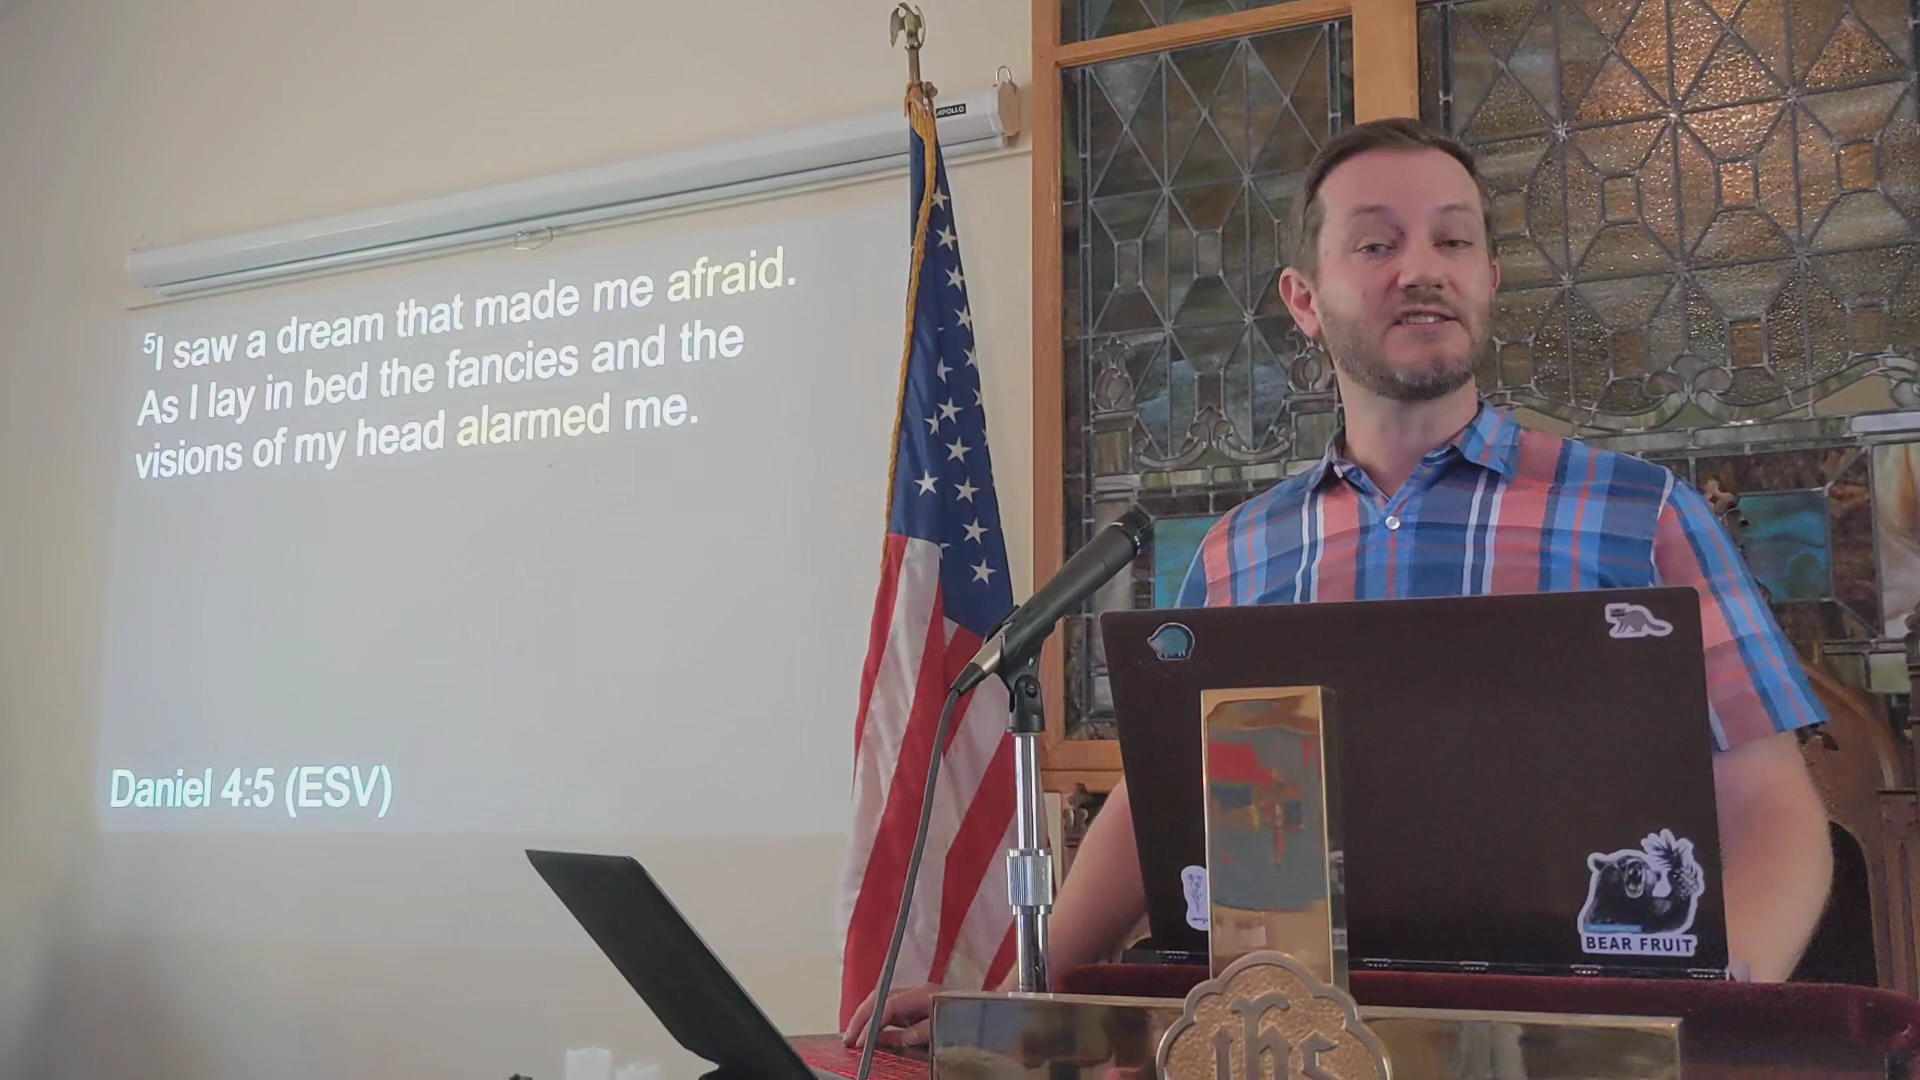 ⁵I saw a dream that made me afraid.
As I lay in bed the fancies and the
visions of my head alarmed me.
Daniel 4:5 (ESV)
BEAR FRUIT
ihs